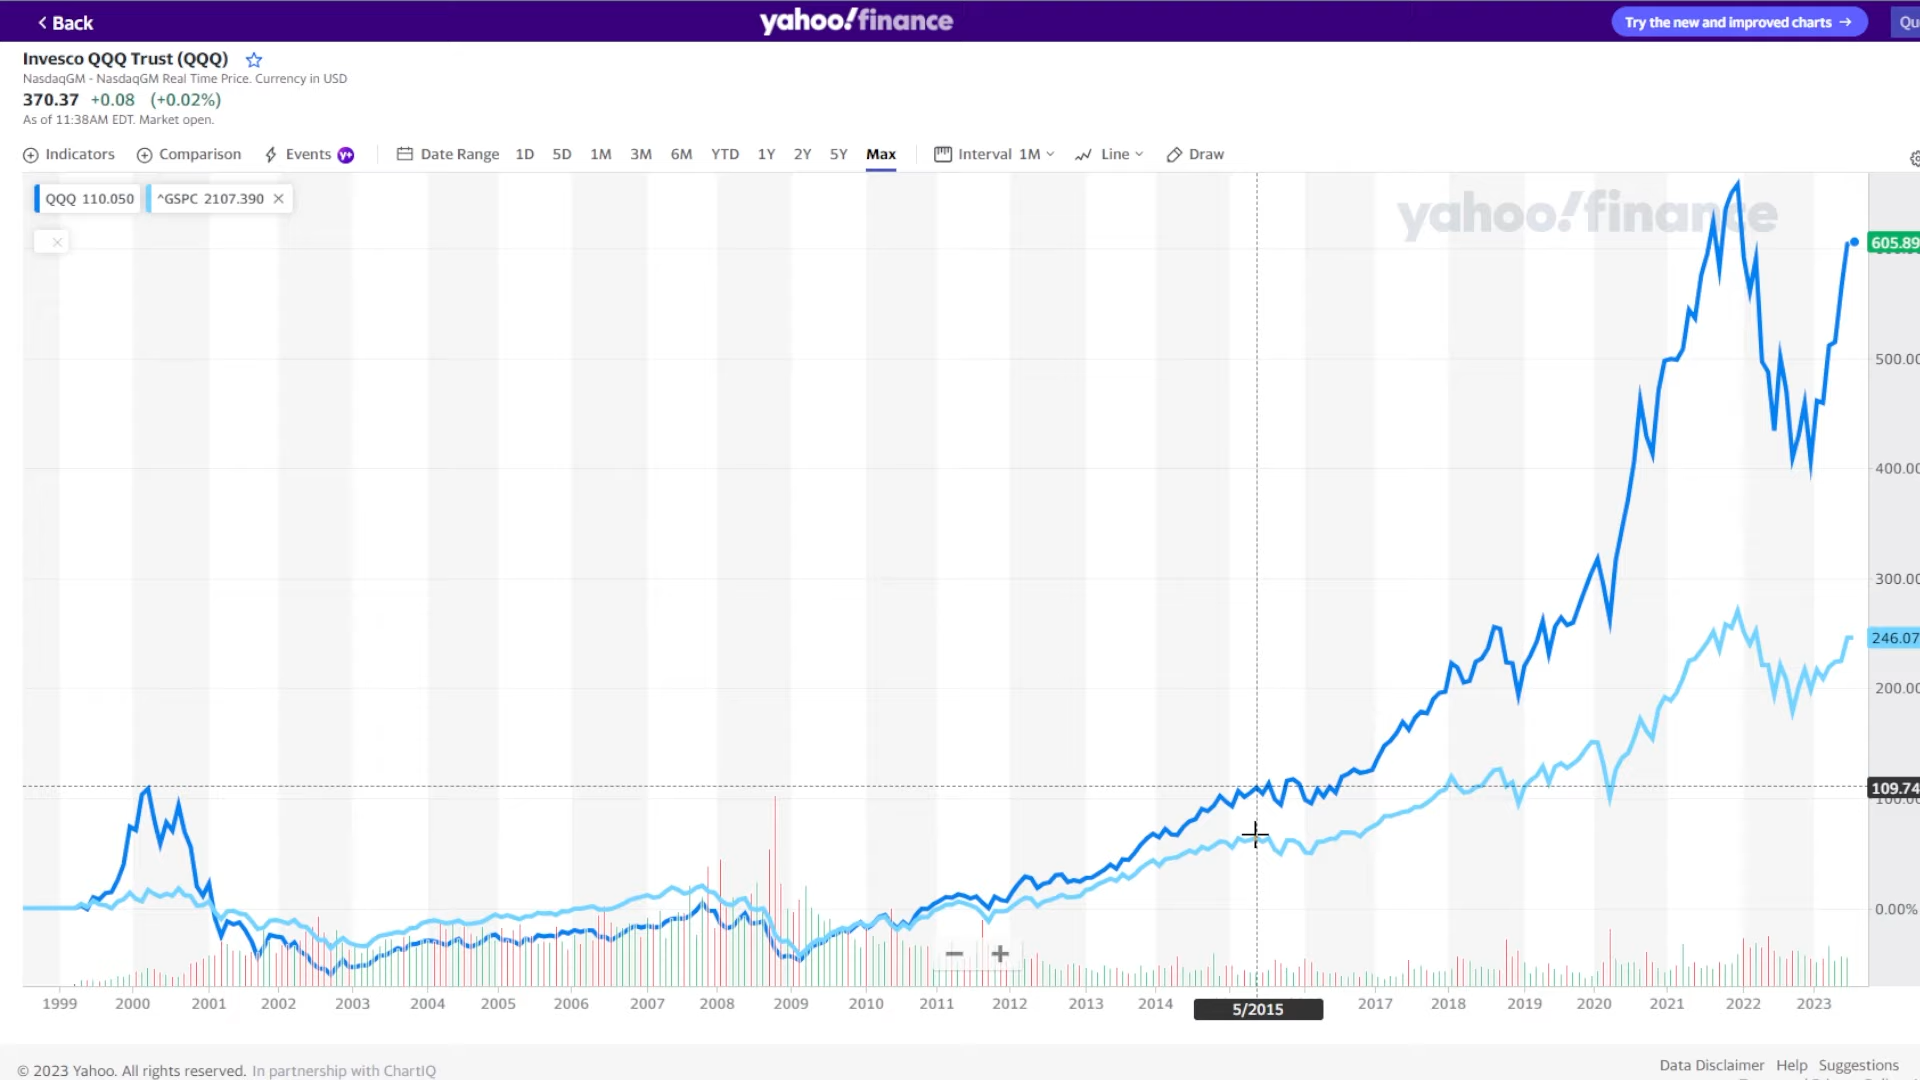 Back
yahoo!finance
Try the new and improved charts →
Qu
Invesco QQQ Trust (QQQ)
NasdaqGM - NasdaqGM Real Time Price. Currency in USD
370.37 +0.08 (+0.02%)
As of 11:38AM EDT. Market open.
Indicators Comparison Events Y+ Date Range 1D 5D 1M 3M 6M YTD 1Y 2Y 5Y Max Interval 1M Line Draw
QQQ 110.050 ^GSPC 2107.390
yahoo!finance
605.89
500.00
400.00
300.00
246.07
200.00
109.74
100.00
0.00%
1999 2000 2001 2002 2003 2004 2005 2006 2007 2008 2009 2010 2011 2012 2013 2014 5/2015 2017 2018 2019 2020 2021 2022 2023
© 2023 Yahoo. All rights reserved. In partnership with ChartIQ
Data Disclaimer Help Suggestions